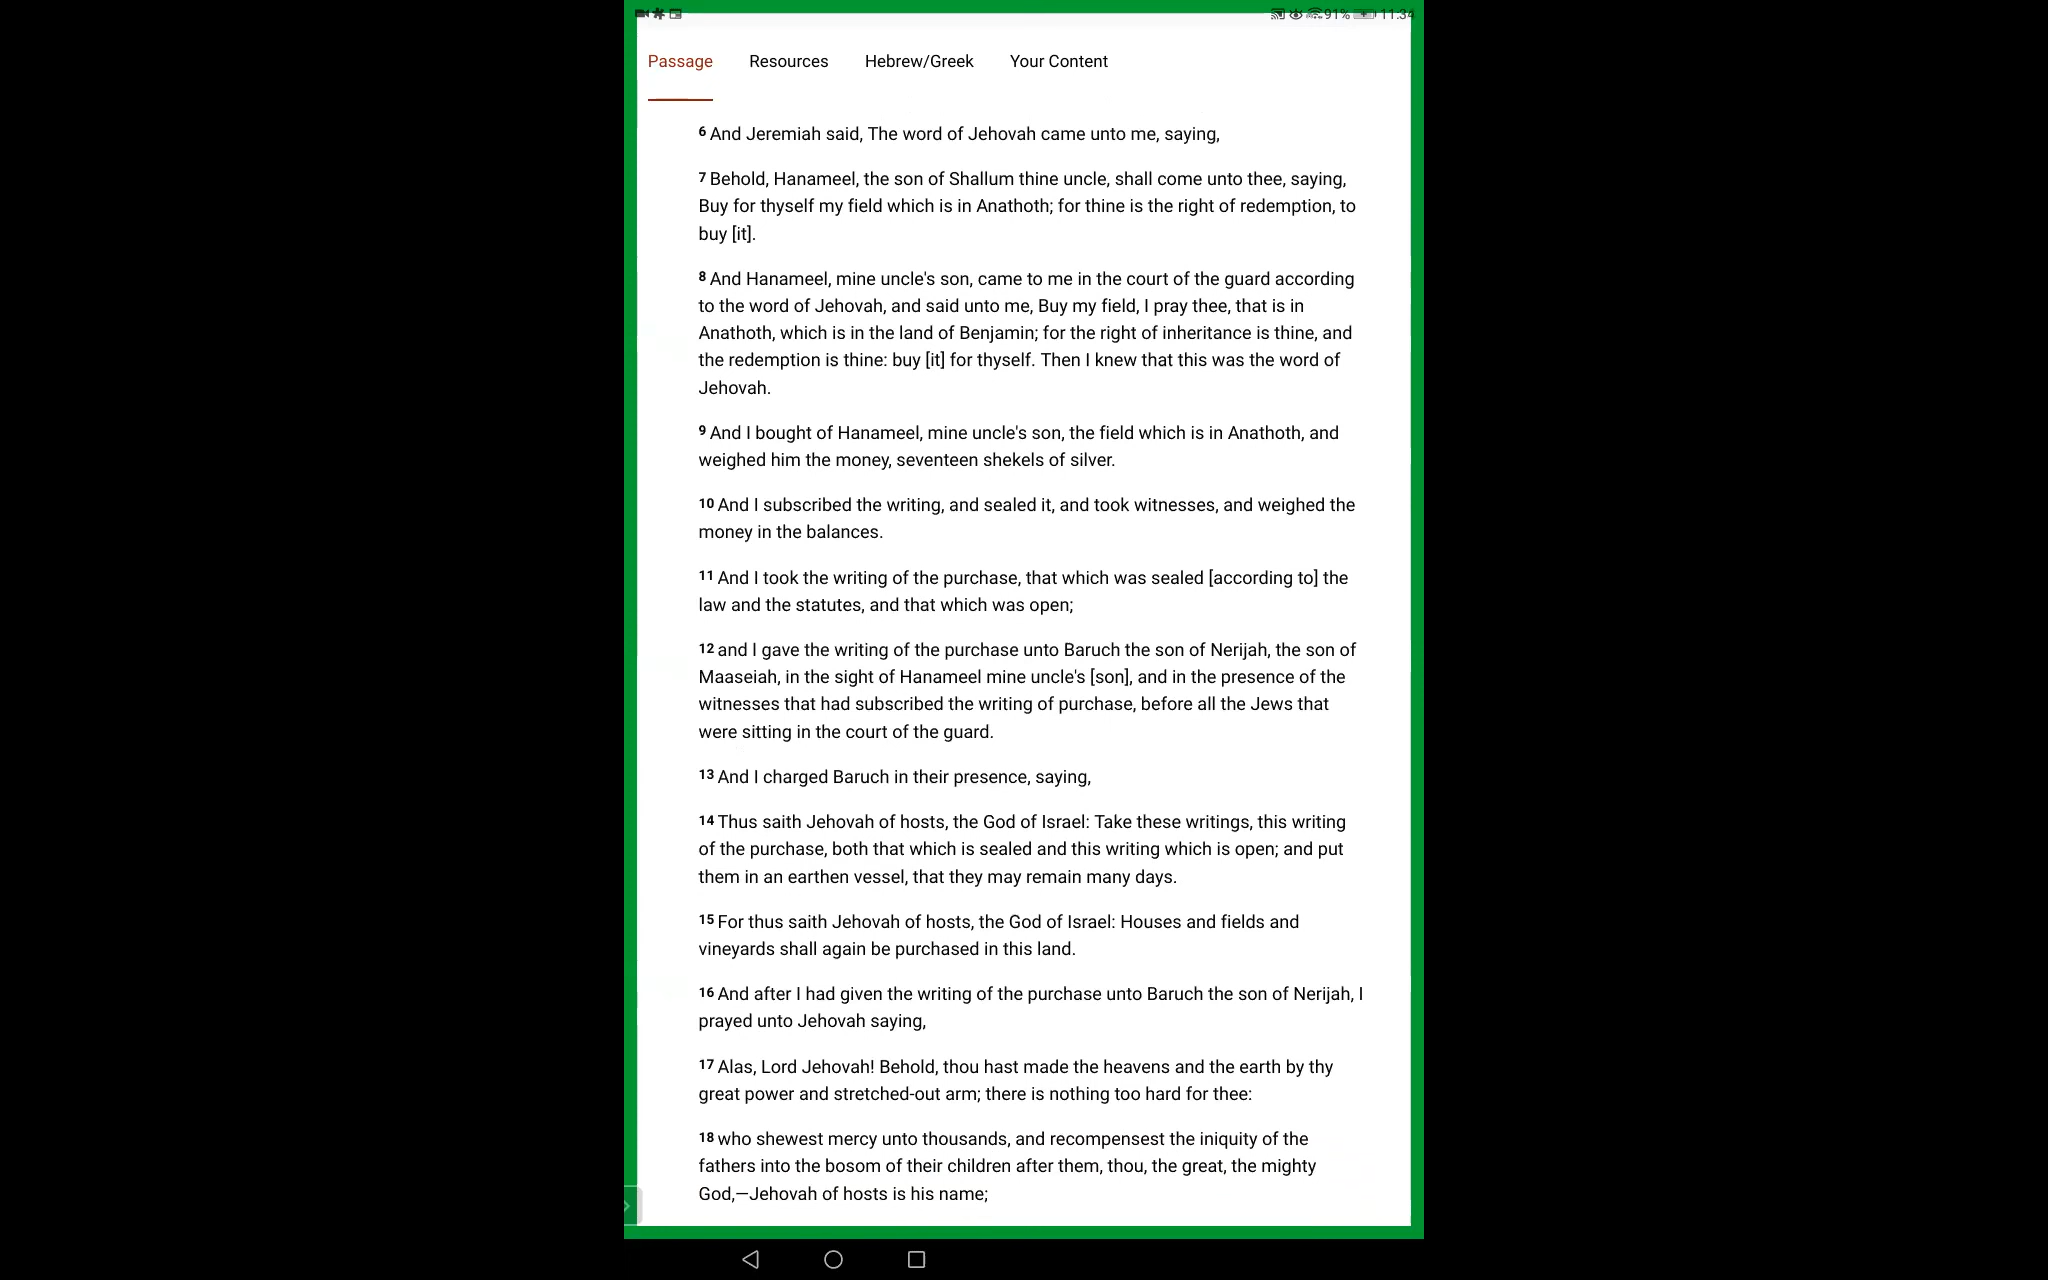 91% 11:34
Passage Resources Hebrew/Greek Your Content
6 And Jeremiah said, The word of Jehovah came unto me, saying,
7 Behold, Hanameel, the son of Shallum thine uncle, shall come unto thee, saying,
Buy for thyself my field which is in Anathoth; for thine is the right of redemption, to
buy [it].
8 And Hanameel, mine uncle's son, came to me in the court of the guard according
to the word of Jehovah, and said unto me, Buy my field, I pray thee, that is in
Anathoth, which is in the land of Benjamin; for the right of inheritance is thine, and
the redemption is thine: buy [it] for thyself. Then I knew that this was the word of
Jehovah.
9 And I bought of Hanameel, mine uncle's son, the field which is in Anathoth, and
weighed him the money, seventeen shekels of silver.
10 And I subscribed the writing, and sealed it, and took witnesses, and weighed the
money in the balances.
11 And I took the writing of the purchase, that which was sealed [according to] the
law and the statutes, and that which was open;
12 and I gave the writing of the purchase unto Baruch the son of Nerijah, the son of
Maaseiah, in the sight of Hanameel mine uncle's [son], and in the presence of the
witnesses that had subscribed the writing of purchase, before all the Jews that
were sitting in the court of the guard.
13 And I charged Baruch in their presence, saying,
14 Thus saith Jehovah of hosts, the God of Israel: Take these writings, this writing
of the purchase, both that which is sealed and this writing which is open; and put
them in an earthen vessel, that they may remain many days.
15 For thus saith Jehovah of hosts, the God of Israel: Houses and fields and
vineyards shall again be purchased in this land.
16 And after I had given the writing of the purchase unto Baruch the son of Nerijah, I
prayed unto Jehovah saying,
17 Alas, Lord Jehovah! Behold, thou hast made the heavens and the earth by thy
great power and stretched-out arm; there is nothing too hard for thee:
18 who shewest mercy unto thousands, and recompensest the iniquity of the
fathers into the bosom of their children after them, thou, the great, the mighty
God,—Jehovah of hosts is his name;